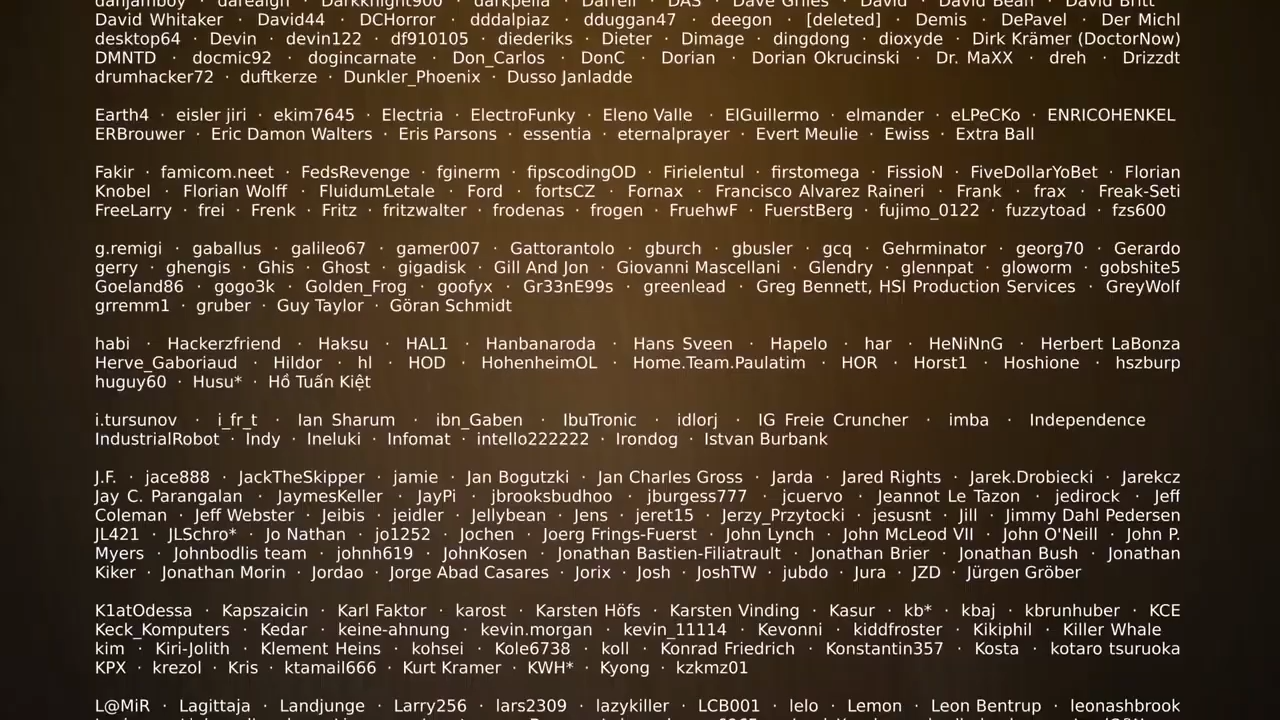 danjamboy · darealgh · Darkknight900 · darkpella · Darrell · DAS · Dave Griles · David · David Bean · David Britt
David Whitaker · David44 · DCHorror · dddalpiaz · dduggan47 · deegon · [deleted] · Demis · DePavel · Der Michl
desktop64 · Devin · devin122 · df910105 · diederiks · Dieter · Dimage · dingdong · dioxyde · Dirk Krämer (DoctorNow)
DMNTD · docmic92 · dogincarnate · Don_Carlos · DonC · Dorian · Dorian Okrucinski · Dr. MaXX · dreh · Drizzdt
drumhacker72 · duftkerze · Dunkler_Phoenix · Dusso Janladde
Earth4 · eisler jiri · ekim7645 · Electria · ElectroFunky · Eleno Valle · ElGuillermo · elmander · eLPeCKo · ENRICOHENKEL
ERBrouwer · Eric Damon Walters · Eris Parsons · essentia · eternalprayer · Evert Meulie · Ewiss · Extra Ball
Fakir · famicom.neet · FedsRevenge · fginerm · fipscodingOD · Firielentul · firstomega · FissioN · FiveDollarYoBet · Florian
Knobel · Florian Wolff · FluidumLetale · Ford · fortsCZ · Fornax · Francisco Alvarez Raineri · Frank · frax · Freak-Seti
FreeLarry · frei · Frenk · Fritz · fritzwalter · frodenas · frogen · FruehwF · FuerstBerg · fujimo_0122 · fuzzytoad · fzs600
g.remigi · gaballus · galileo67 · gamer007 · Gattorantolo · gburch · gbusler · gcq · Gehrminator · georg70 · Gerardo
gerry · ghengis · Ghis · Ghost · gigadisk · Gill And Jon · Giovanni Mascellani · Glendry · glennpat · gloworm · gobshite5
Goeland86 · gogo3k · Golden_Frog · goofyx · Gr33nE99s · greenlead · Greg Bennett, HSI Production Services · GreyWolf
grremm1 · gruber · Guy Taylor · Göran Schmidt
habi · Hackerzfriend · Haksu · HAL1 · Hanbanaroda · Hans Sveen · Hapelo · har · HeNiNnG · Herbert LaBonza
Herve_Gaboriaud · Hildor · hl · HOD · HohenheimOL · Home.Team.Paulatim · HOR · Horst1 · Hoshione · hszburp
huguy60 · Husu* · Hồ Tuấn Kiệt
i.tursunov · i_fr_t · Ian Sharum · ibn_Gaben · IbuTronic · idlorj · IG Freie Cruncher · imba · Independence
IndustrialRobot · Indy · Ineluki · Infomat · intello222222 · Irondog · Istvan Burbank
J.F. · jace888 · JackTheSkipper · jamie · Jan Bogutzki · Jan Charles Gross · Jarda · Jared Rights · Jarek.Drobiecki · Jarekcz
Jay C. Parangalan · JaymesKeller · JayPi · jbrooksbudhoo · jburgess777 · jcuervo · Jeannot Le Tazon · jedirock · Jeff
Coleman · Jeff Webster · Jeibis · jeidler · Jellybean · Jens · jeret15 · Jerzy_Przytocki · jesusnt · Jill · Jimmy Dahl Pedersen
JL421 · JLSchro* · Jo Nathan · jo1252 · Jochen · Joerg Frings-Fuerst · John Lynch · John McLeod VII · John O'Neill · John P.
Myers · Johnbodlis team · johnh619 · JohnKosen · Jonathan Bastien-Filiatrault · Jonathan Brier · Jonathan Bush · Jonathan
Kiker · Jonathan Morin · Jordao · Jorge Abad Casares · Jorix · Josh · JoshTW · jubdo · Jura · JZD · Jürgen Gröber
K1atOdessa · Kapszaicin · Karl Faktor · karost · Karsten Höfs · Karsten Vinding · Kasur · kb* · kbaj · kbrunhuber · KCE
Keck_Komputers · Kedar · keine-ahnung · kevin.morgan · kevin_11114 · Kevonni · kiddfroster · Kikiphil · Killer Whale
kim · Kiri-Jolith · Klement Heins · kohsei · Kole6738 · koll · Konrad Friedrich · Konstantin357 · Kosta · kotaro tsuruoka
KPX · krezol · Kris · ktamail666 · Kurt Kramer · KWH* · Kyong · kzkmz01
L@MiR · Lagittaja · Landjunge · Larry256 · lars2309 · lazykiller · LCB001 · lelo · Lemon · Leon Bentrup · leonashbrook